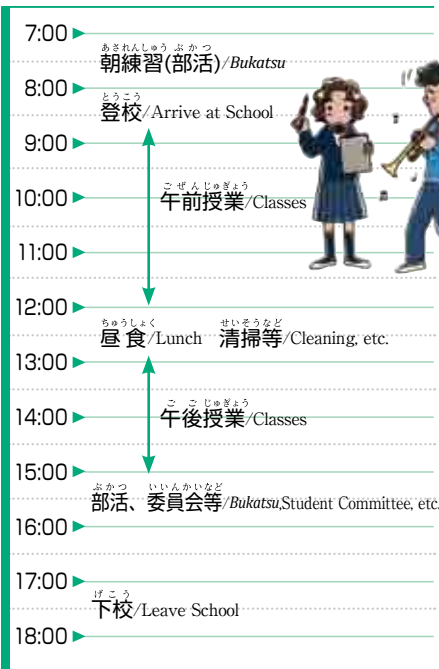 7:00
あされんしゅう ぶかつ
朝練習(部活)/Bukatsu
8:00
とうこう
登校/Arrive at School
9:00
ごぜんじゅぎょう
10:00 午前授業/Classes
11:00
12:00
ちゅうしょく せいそうなど
昼食/Lunch 清掃等/Cleaning, etc.
13:00
ごごじゅぎょう
14:00 午後授業/Classes
15:00
ぶかつ いいんかいなど
部活、委員会等/Bukatsu,Student Committee, etc.
16:00
17:00
げこう
下校/Leave School
18:00